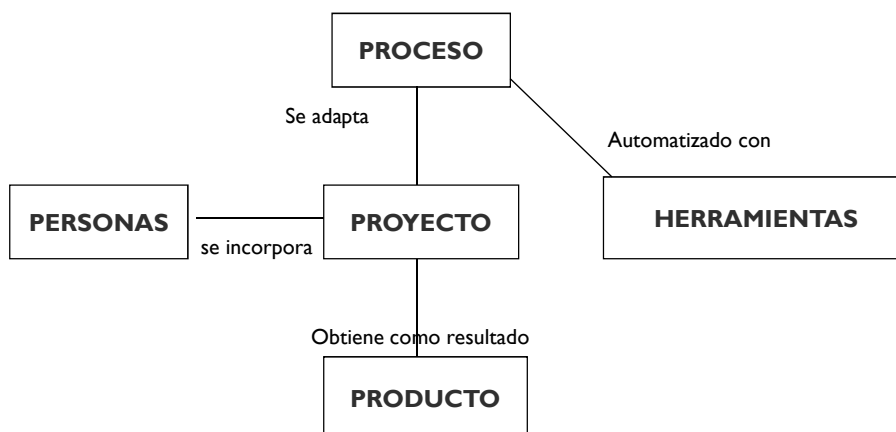 PROCESO
Se adapta
Automatizado con
PERSONAS
PROYECTO
HERRAMIENTAS
se incorpora
Obtiene como resultado
PRODUCTO